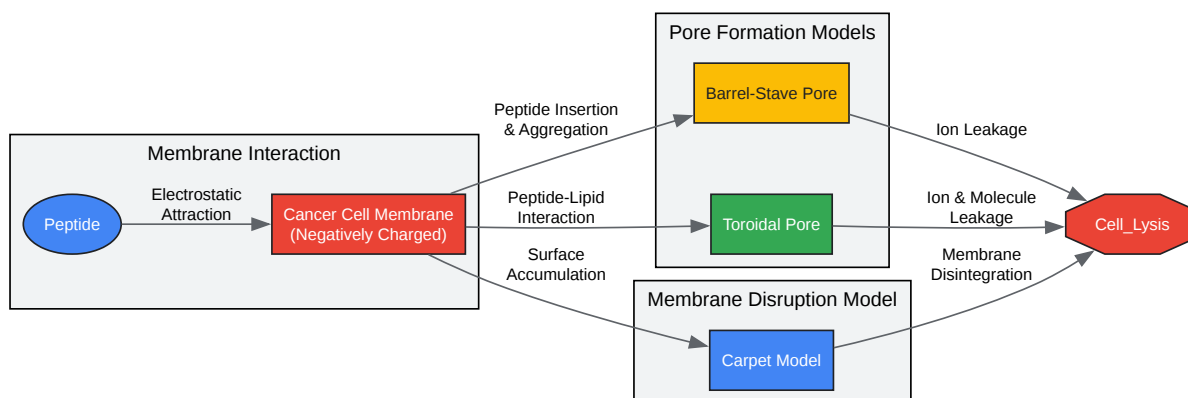 Membrane Interaction
Peptide
Electrostatic
Attraction
Cancer Cell Membrane
(Negatively Charged)
Peptide Insertion
& Aggregation
Peptide-Lipid
Interaction
Surface
Accumulation
Pore Formation Models
Barrel-Stave Pore
Toroidal Pore
Membrane Disruption Model
Carpet Model
Ion Leakage
Ion & Molecule
Leakage
Membrane
Disintegration
Cell_Lysis